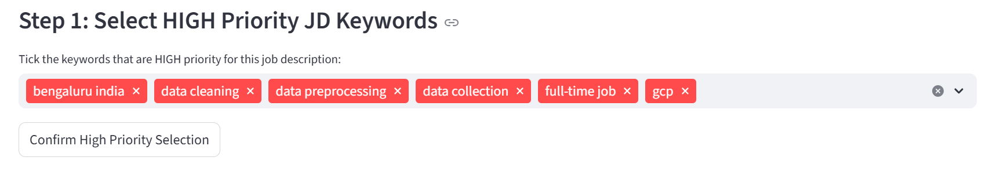 Step 1: Select HIGH Priority JD Keywords
Tick the keywords that are HIGH priority for this job description:
bengaluru india × data cleaning × data preprocessing × data collection × full-time job × gcp ×
Confirm High Priority Selection